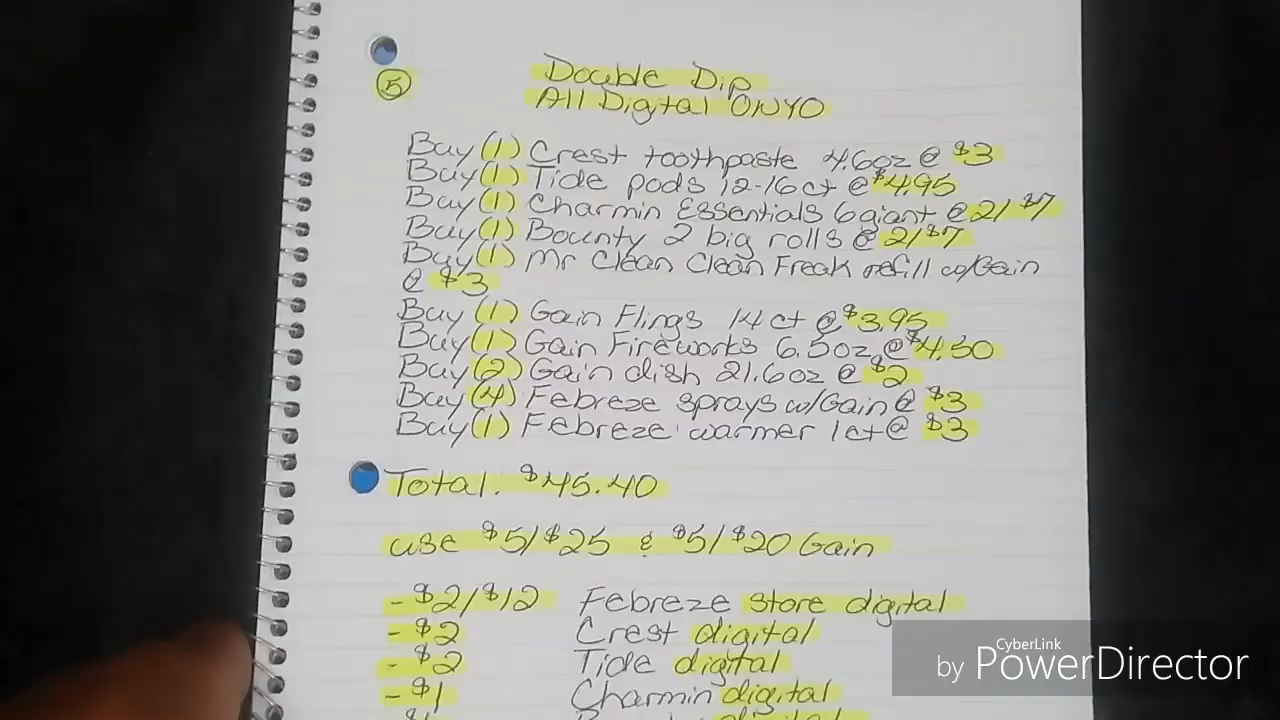 5
Double Dip
All Digital ONYO
Buy (1) Crest toothpaste 4.6oz @ $3
Buy (1) Tide pods 12-16ct @ $4.95
Buy (1) Charmin Essentials 6 giant @ 2/$7
Buy (1) Bounty 2 big rolls @ 2/$7
Buy (1) Mr Clean Clean Freak refill w/Gain
@ $3
Buy (1) Gain Flings 14 ct @ $3.95
Buy (1) Gain Fireworks 6.5oz @ $4.50
Buy (2) Gain dish 21.6oz @ $2
Buy (4) Febreze sprays w/Gain @ $3
Buy (1) Febreze warmer 1ct @ $3
Total: $45.40
use $5/$25 & $5/$20 Gain
- $2/$12 Febreze store digital
- $2 Crest digital
- $2 Tide digital
- $1 Charmin digital
CyberLink
by PowerDirector